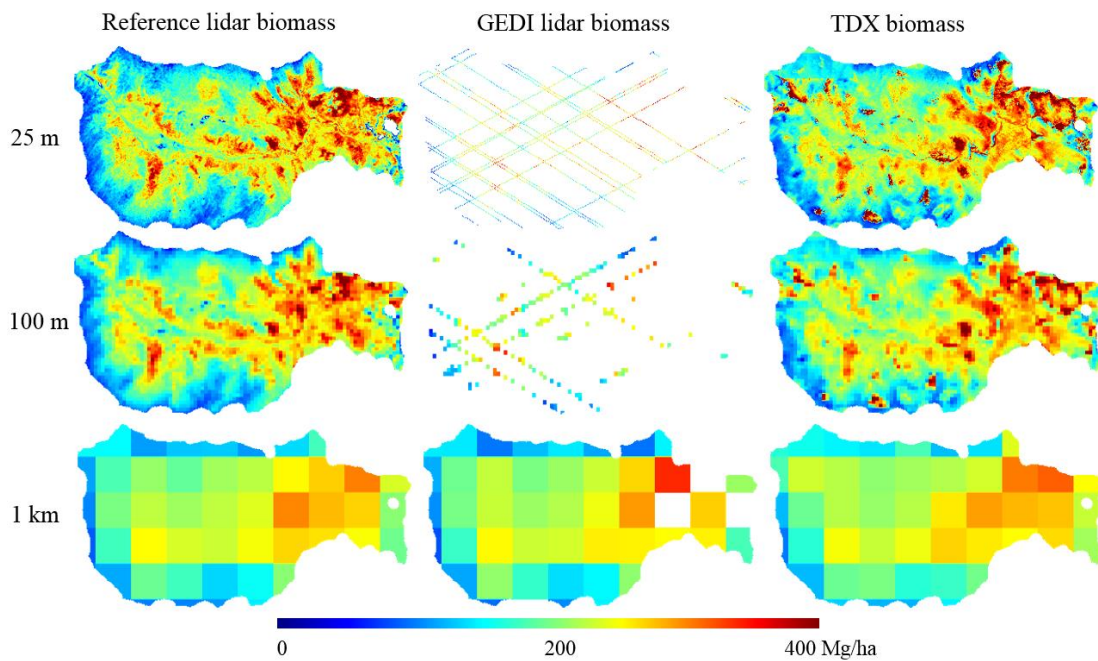 Reference lidar biomass GEDI lidar biomass TDX biomass
25 m
100 m
1 km
0 200 400 Mg/ha